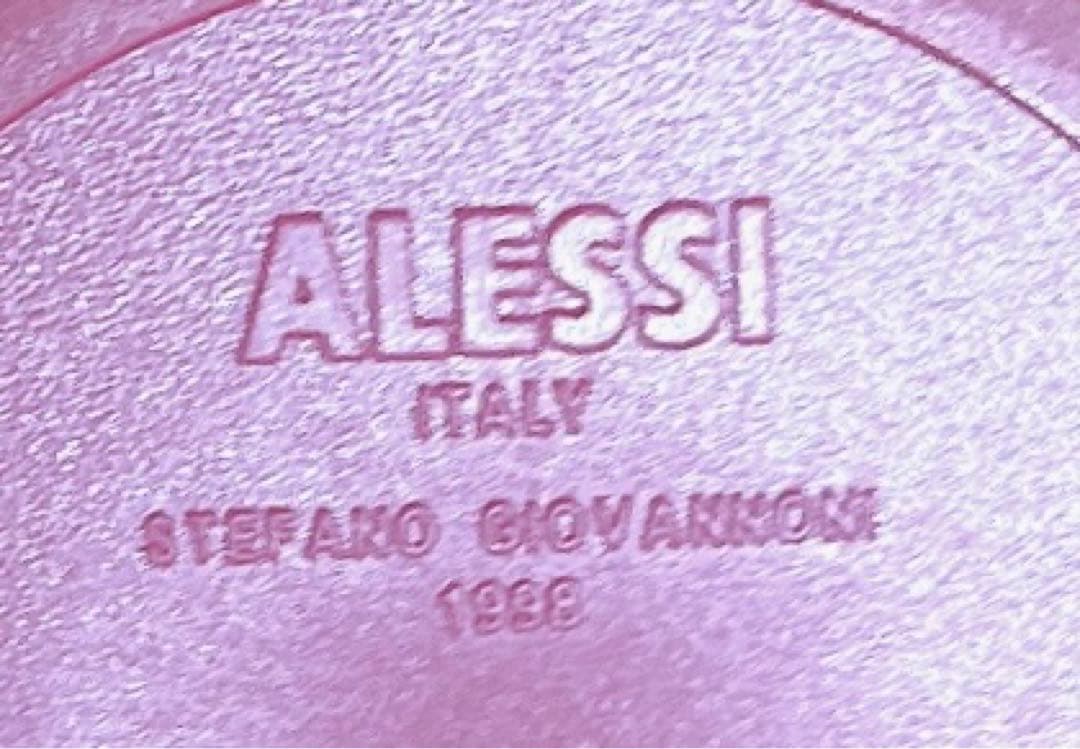 ALESSI
ITALY
STEFANO GIOVANNONI
1998